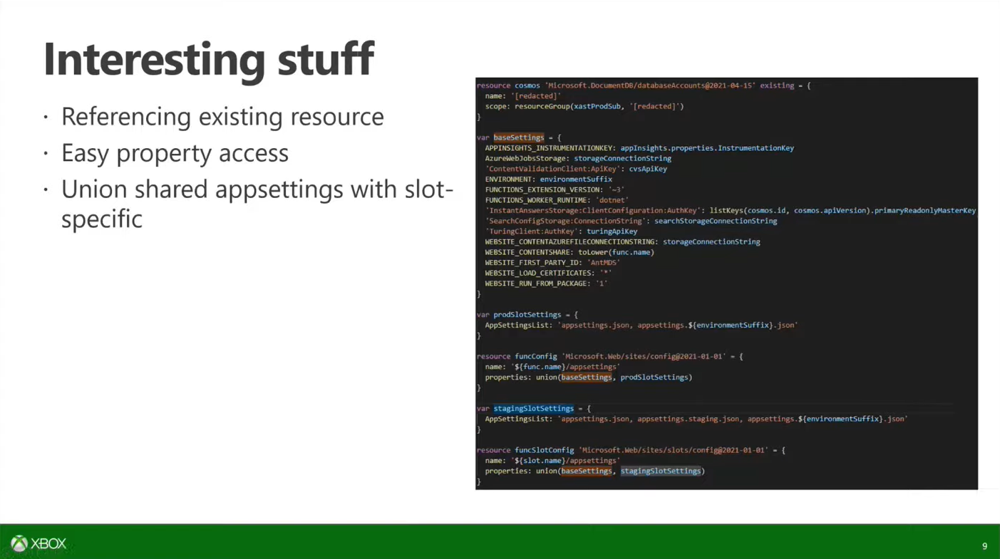 Interesting stuff
· Referencing existing resource
· Easy property access
· Union shared appsettings with slot-
specific
resource cosmos 'Microsoft.DocumentDB/databaseAccounts@2021-04-15' existing = {
  name: '[redacted]'
  scope: resourceGroup(xastProdSub, '[redacted]')
}
var baseSettings = {
  APPINSIGHTS_INSTRUMENTATIONKEY: appInsights.properties.InstrumentationKey
  AzureWebJobsStorage: storageConnectionString
  'ContentValidationClient:ApiKey': cvsApiKey
  ENVIRONMENT: environmentSuffix
  FUNCTIONS_EXTENSION_VERSION: '~3'
  FUNCTIONS_WORKER_RUNTIME: 'dotnet'
  'InstantAnswersStorage:ClientConfiguration:AuthKey': listKeys(cosmos.id, cosmos.apiVersion).primaryReadonlyMasterKey
  'SearchConfigStorage:ConnectionString': searchStorageConnectionString
  'TuringClient:AuthKey': turingApiKey
  WEBSITE_CONTENTAZUREFILECONNECTIONSTRING: storageConnectionString
  WEBSITE_CONTENTSHARE: toLower(func.name)
  WEBSITE_FIRST_PARTY_ID: 'AntMDS'
  WEBSITE_LOAD_CERTIFICATES: '*'
  WEBSITE_RUN_FROM_PACKAGE: '1'
}
var prodSlotSettings = {
  AppSettingsList: 'appsettings.json, appsettings.${environmentSuffix}.json'
}
resource funcConfig 'Microsoft.Web/sites/config@2021-01-01' = {
  name: '${func.name}/appsettings'
  properties: union(baseSettings, prodSlotSettings)
}
var stagingSlotSettings = {
  AppSettingsList: 'appsettings.json, appsettings.staging.json, appsettings.${environmentSuffix}.json'
}
resource funcSlotConfig 'Microsoft.Web/sites/slots/config@2021-01-01' = {
  name: '${slot.name}/appsettings'
  properties: union(baseSettings, stagingSlotSettings)
}
XBOX
9